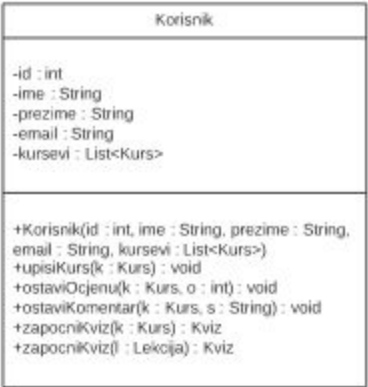 Korisnik
-id : int
-ime : String
-prezime : String
-email : String
-kursevi : List<Kurs>
+Korisnik(id : int, ime : String, prezime : String,
email : String, kursevi : List<Kurs>)
+upisiKurs(k : Kurs) : void
+ostaviOcjenu(k : Kurs, o : int) : void
+ostaviKomentar(k : Kurs, s : String) : void
+zapocniKviz(k : Kurs) : Kviz
+zapocniKviz(l : Lekcija) : Kviz